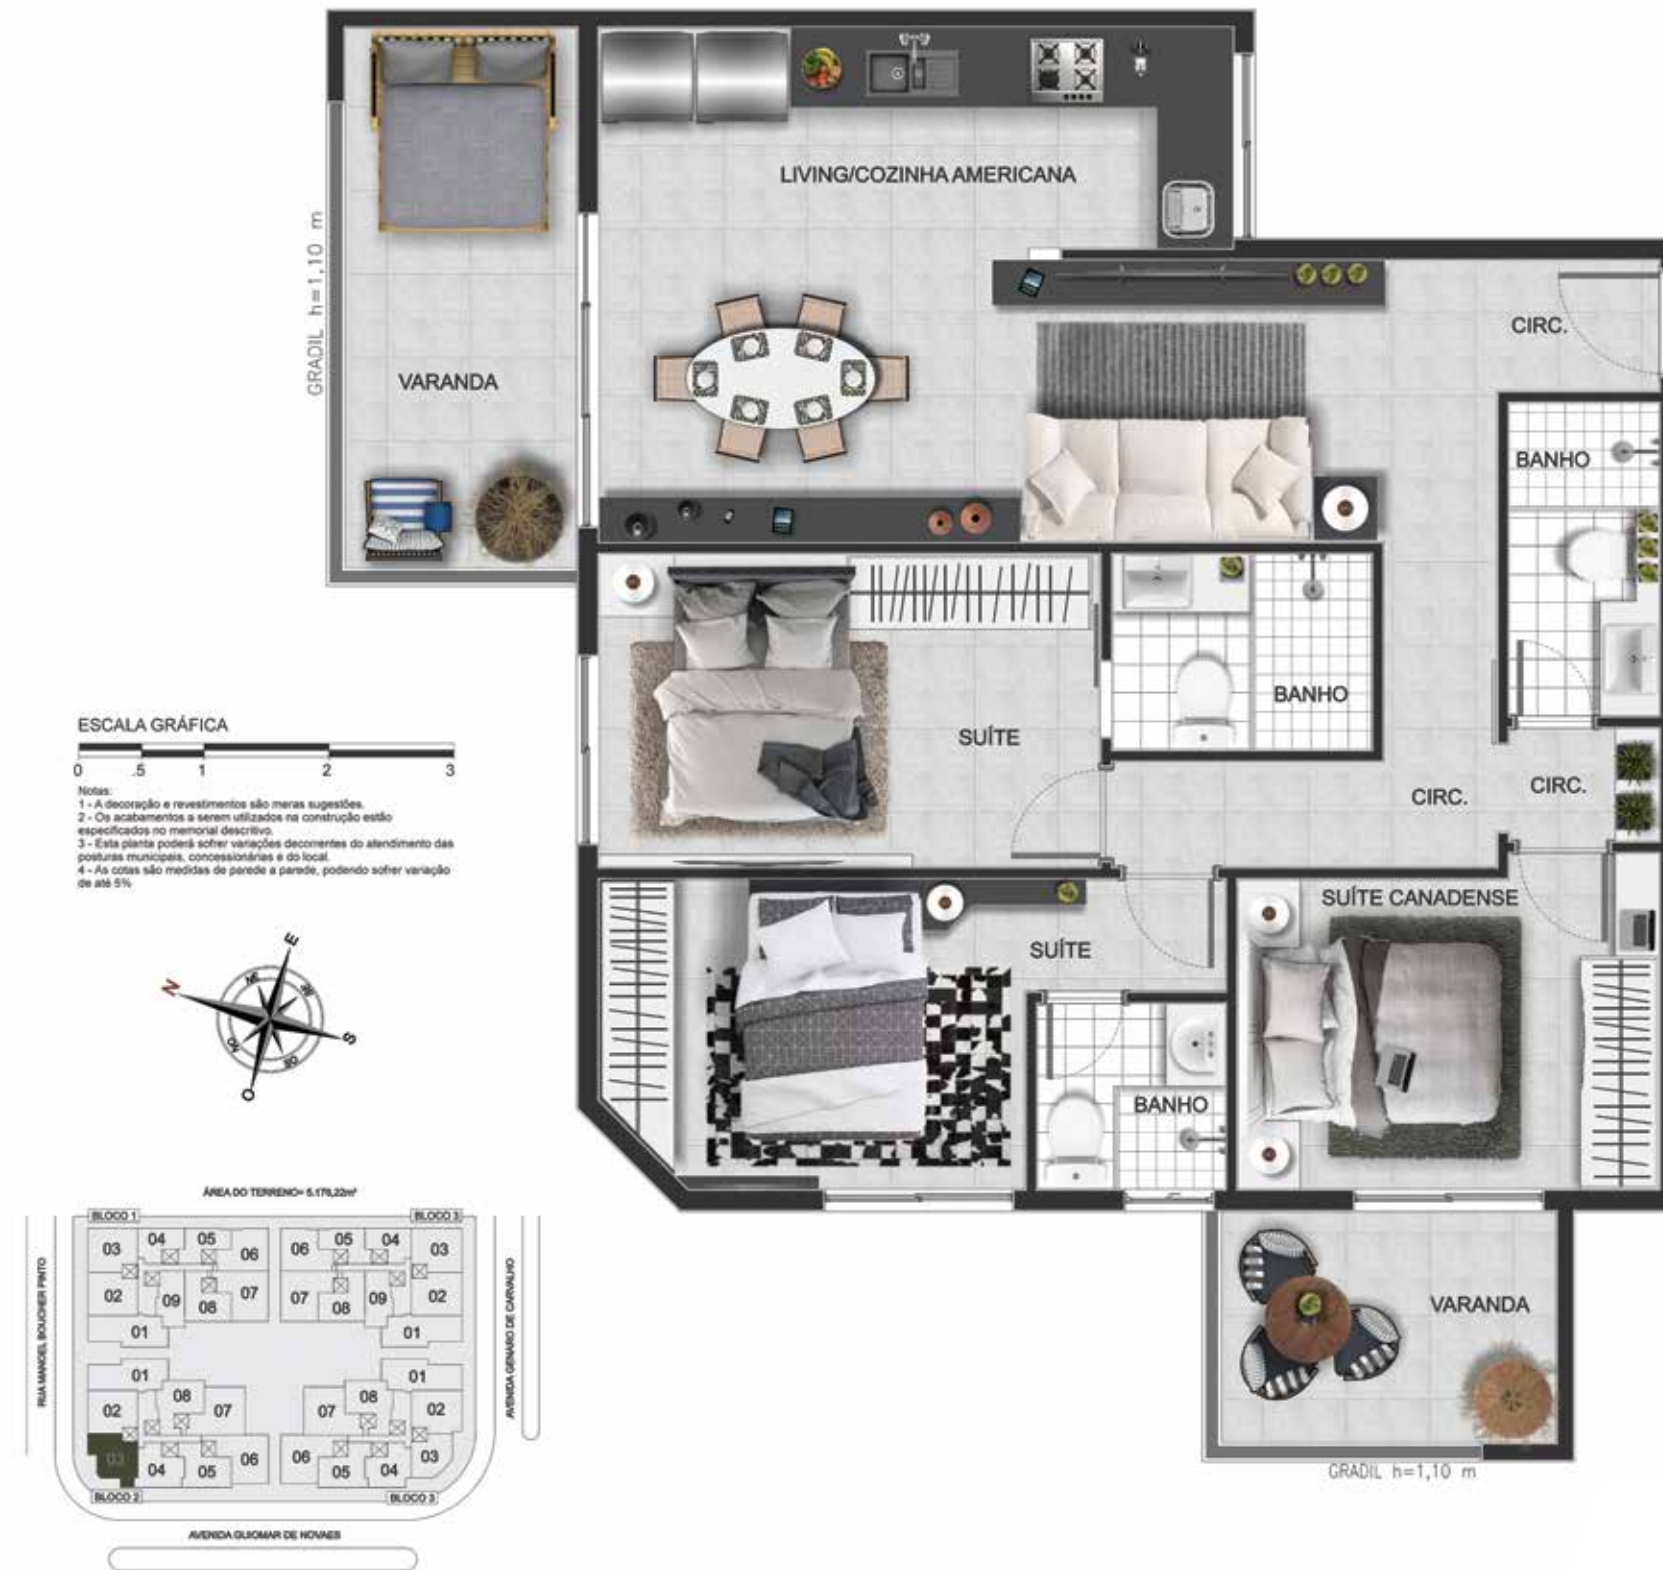 LIVING/COZINHA AMERICANA
GRADIL h=1,10 m
VARANDA
CIRC.
BANHO
BANHO
SUÍTE
CIRC.
CIRC.
SUÍTE CANADENSE
SUÍTE
BANHO
VARANDA
GRADIL h=1,10 m
ESCALA GRÁFICA
0 .5 1 2 3
Notas:
1 - A decoração e revestimentos são meras sugestões.
2 - Os acabamentos a serem utilizados na construção estão
especificados no memorial descritivo.
3 - Esta planta poderá sofrer variações decorrentes do atendimento das
posturas municipais, concessionárias e do local.
4 - As cotas são medidas de parede a parede, podendo sofrer variação
de até 5%
E
N
NE
SE
S
NO
SO
O
ÁREA DO TERRENO= 5.178,22m²
BLOCO 1 BLOCO 3
03 04 05 06 06 05 04 03
02 09 08 07 07 08 09 02
01 01
01 01
02 08 07 07 08 02
03 04 05 06 06 05 04 03
BLOCO 2 BLOCO 3
RUA MANOEL BOUCHER PINTO
AVENIDA GENARO DE CARVALHO
AVENIDA GUIOMAR DE NOVAES